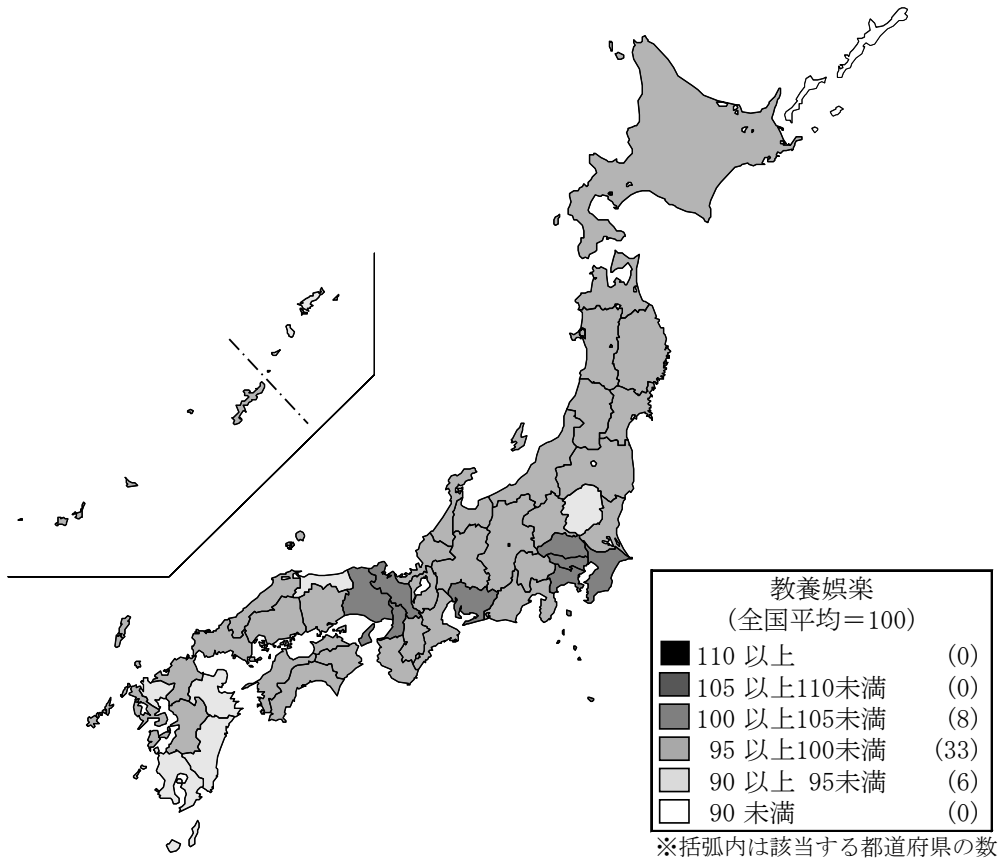 教養娯楽
（全国平均＝100）
110 以上 (0)
105 以上110未満 (0)
100 以上105未満 (8)
95 以上100未満 (33)
90 以上 95未満 (6)
90 未満 (0)
※括弧内は該当する都道府県の数